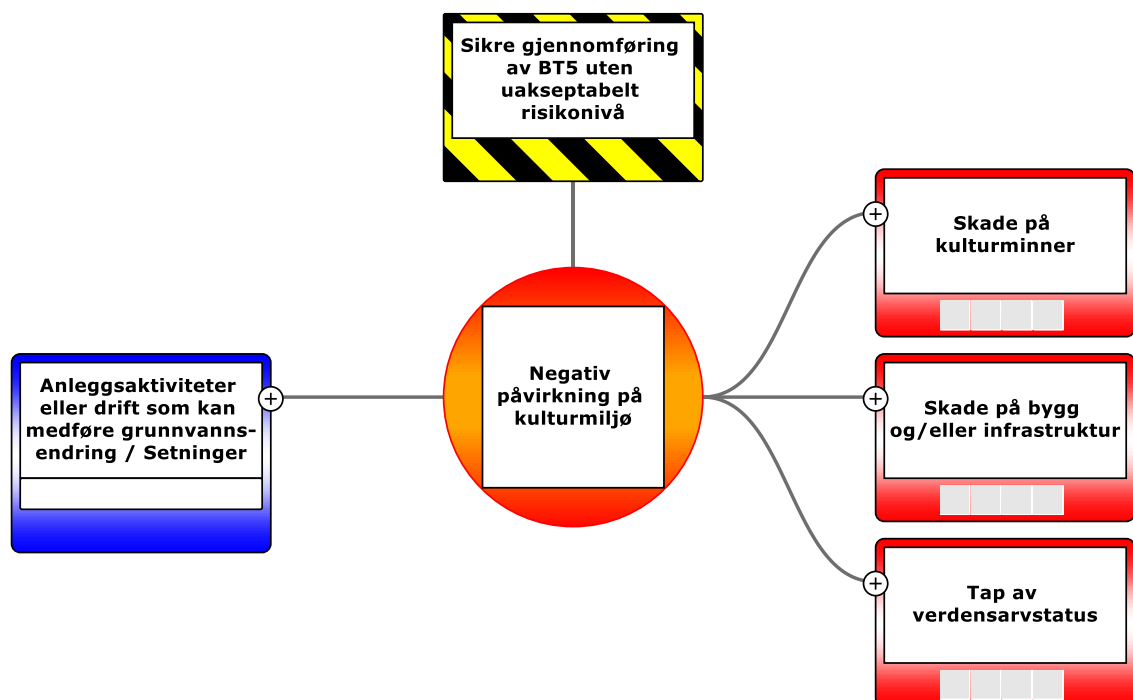 Sikre gjennomføring
av BT5 uten
uakseptabelt
risikonivå
Anleggsaktiviteter
eller drift som kan
medføre grunnvanns-
endring / Setninger
Negativ
påvirkning på
kulturmiljø
Skade på
kulturminner
Skade på bygg
og/eller infrastruktur
Tap av
verdensarvstatus